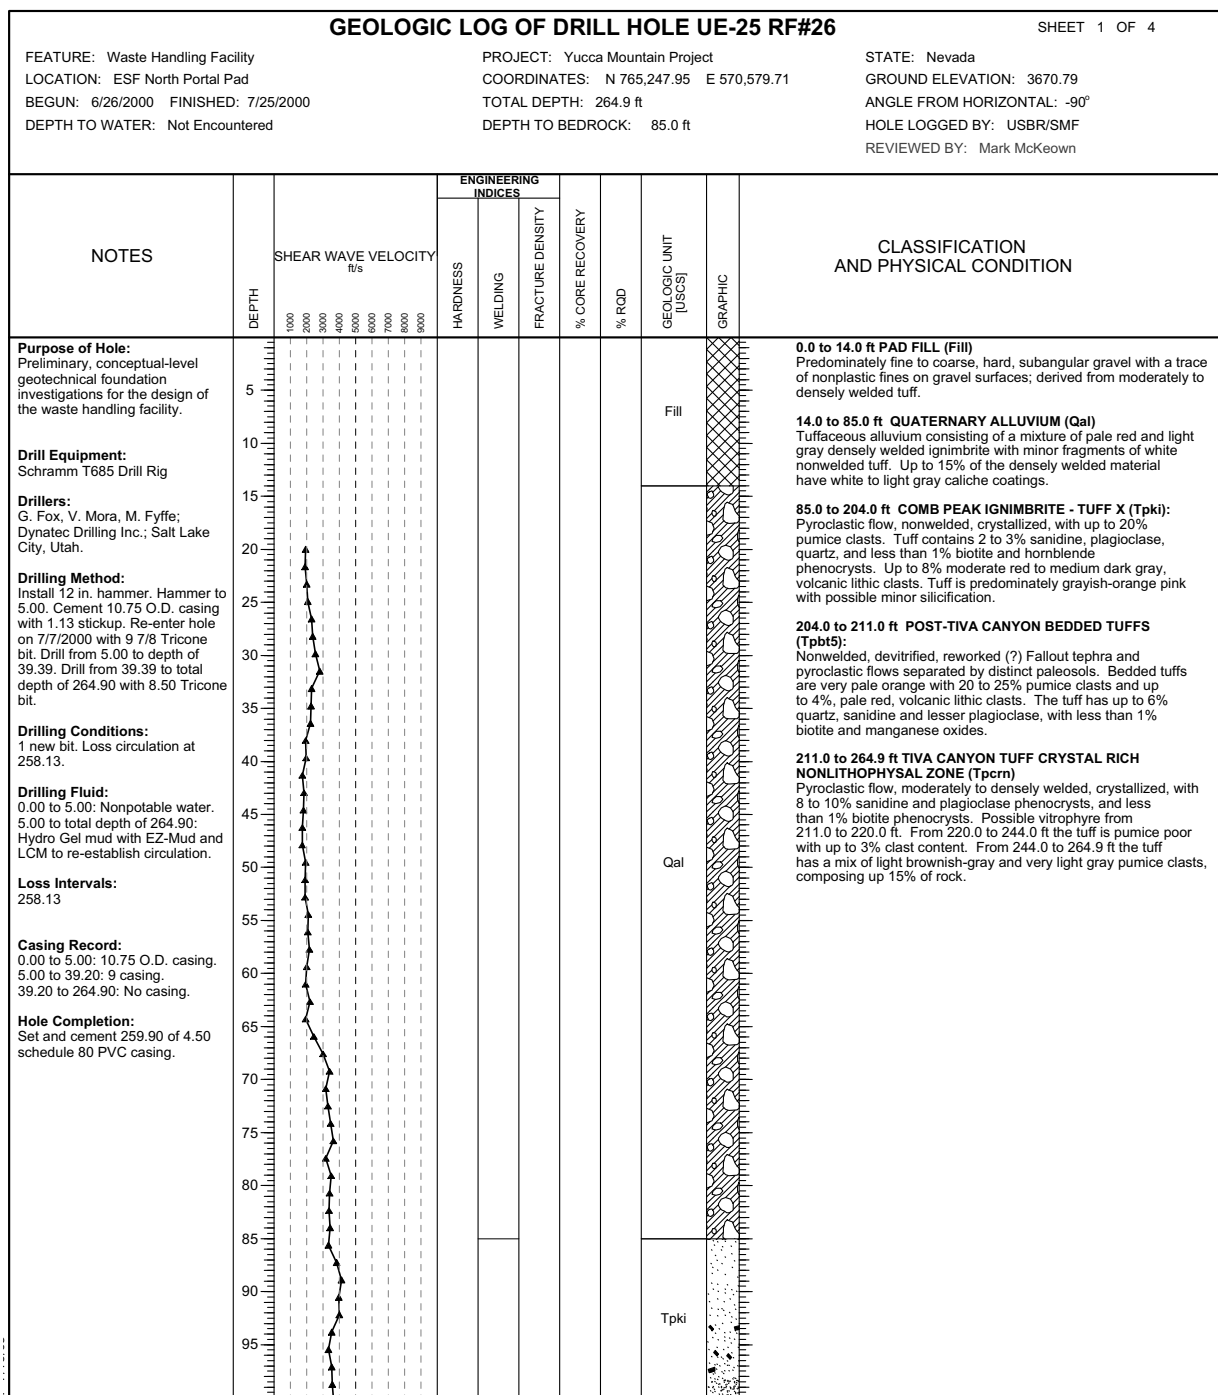 GEOLOGIC LOG OF DRILL HOLE UE-25 RF#26
SHEET 1 OF 4
FEATURE: Waste Handling Facility
LOCATION: ESF North Portal Pad
BEGUN: 6/26/2000 FINISHED: 7/25/2000
DEPTH TO WATER: Not Encountered
PROJECT: Yucca Mountain Project
COORDINATES: N 765,247.95 E 570,579.71
TOTAL DEPTH: 264.9 ft
DEPTH TO BEDROCK: 85.0 ft
STATE: Nevada
GROUND ELEVATION: 3670.79
ANGLE FROM HORIZONTAL: -90°
HOLE LOGGED BY: USBR/SMF
REVIEWED BY: Mark McKeown
NOTES
DEPTH
SHEAR WAVE VELOCITY
ft/s
1000
2000
3000
4000
5000
6000
7000
8000
9000
ENGINEERING
INDICES
HARDNESS
WELDING
FRACTURE DENSITY
% CORE RECOVERY
% RQD
GEOLOGIC UNIT
[USCS]
GRAPHIC
CLASSIFICATION
AND PHYSICAL CONDITION
Purpose of Hole:
Preliminary, conceptual-level
geotechnical foundation
investigations for the design of
the waste handling facility.
Drill Equipment:
Schramm T685 Drill Rig
Drillers:
G. Fox, V. Mora, M. Fyffe;
Dynatec Drilling Inc.; Salt Lake
City, Utah.
Drilling Method:
Install 12 in. hammer. Hammer to
5.00. Cement 10.75 O.D. casing
with 1.13 stickup. Re-enter hole
on 7/7/2000 with 9 7/8 Tricone
bit. Drill from 5.00 to depth of
39.39. Drill from 39.39 to total
depth of 264.90 with 8.50 Tricone
bit.
Drilling Conditions:
1 new bit. Loss circulation at
258.13.
Drilling Fluid:
0.00 to 5.00: Nonpotable water.
5.00 to total depth of 264.90:
Hydro Gel mud with EZ-Mud and
LCM to re-establish circulation.
Loss Intervals:
258.13
Casing Record:
0.00 to 5.00: 10.75 O.D. casing.
5.00 to 39.20: 9 casing.
39.20 to 264.90: No casing.
Hole Completion:
Set and cement 259.90 of 4.50
schedule 80 PVC casing.
5
10
15
20
25
30
35
40
45
50
55
60
65
70
75
80
85
90
95
Fill
Qal
Tpki
0.0 to 14.0 ft PAD FILL (Fill)
Predominately fine to coarse, hard, subangular gravel with a trace
of nonplastic fines on gravel surfaces; derived from moderately to
densely welded tuff.
14.0 to 85.0 ft QUATERNARY ALLUVIUM (Qal)
Tuffaceous alluvium consisting of a mixture of pale red and light
gray densely welded ignimbrite with minor fragments of white
nonwelded tuff. Up to 15% of the densely welded material
have white to light gray caliche coatings.
85.0 to 204.0 ft COMB PEAK IGNIMBRITE - TUFF X (Tpki):
Pyroclastic flow, nonwelded, crystallized, with up to 20%
pumice clasts. Tuff contains 2 to 3% sanidine, plagioclase,
quartz, and less than 1% biotite and hornblende
phenocrysts. Up to 8% moderate red to medium dark gray,
volcanic lithic clasts. Tuff is predominately grayish-orange pink
with possible minor silicification.
204.0 to 211.0 ft POST-TIVA CANYON BEDDED TUFFS
(Tpbt5):
Nonwelded, devitrified, reworked (?) Fallout tephra and
pyroclastic flows separated by distinct paleosols. Bedded tuffs
are very pale orange with 20 to 25% pumice clasts and up
to 4%, pale red, volcanic lithic clasts. The tuff has up to 6%
quartz, sanidine and lesser plagioclase, with less than 1%
biotite and manganese oxides.
211.0 to 264.9 ft TIVA CANYON TUFF CRYSTAL RICH
NONLITHOPHYSAL ZONE (Tpcrn)
Pyroclastic flow, moderately to densely welded, crystallized, with
8 to 10% sanidine and plagioclase phenocrysts, and less
than 1% biotite phenocrysts. Possible vitrophyre from
211.0 to 220.0 ft. From 220.0 to 244.0 ft the tuff is pumice poor
with up to 3% clast content. From 244.0 to 264.9 ft the tuff
has a mix of light brownish-gray and very light gray pumice clasts,
composing up 15% of rock.